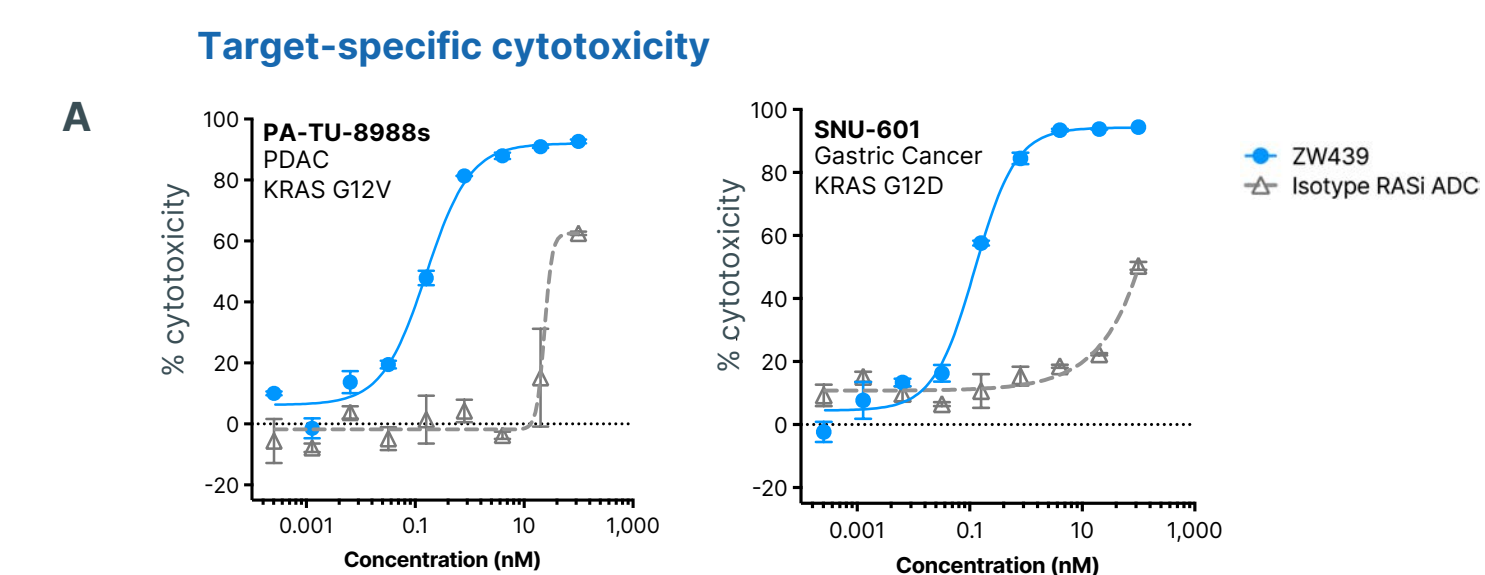 Target-specific cytotoxicity
A
PA-TU-8988s
PDAC
KRAS G12V
% cytotoxicity
100
80
60
40
20
0
-20
0.001 0.1 10 1,000
Concentration (nM)
SNU-601
Gastric Cancer
KRAS G12D
% cytotoxicity
100
80
60
40
20
0
-20
0.001 0.1 10 1,000
Concentration (nM)
ZW439
Isotype RASi ADC